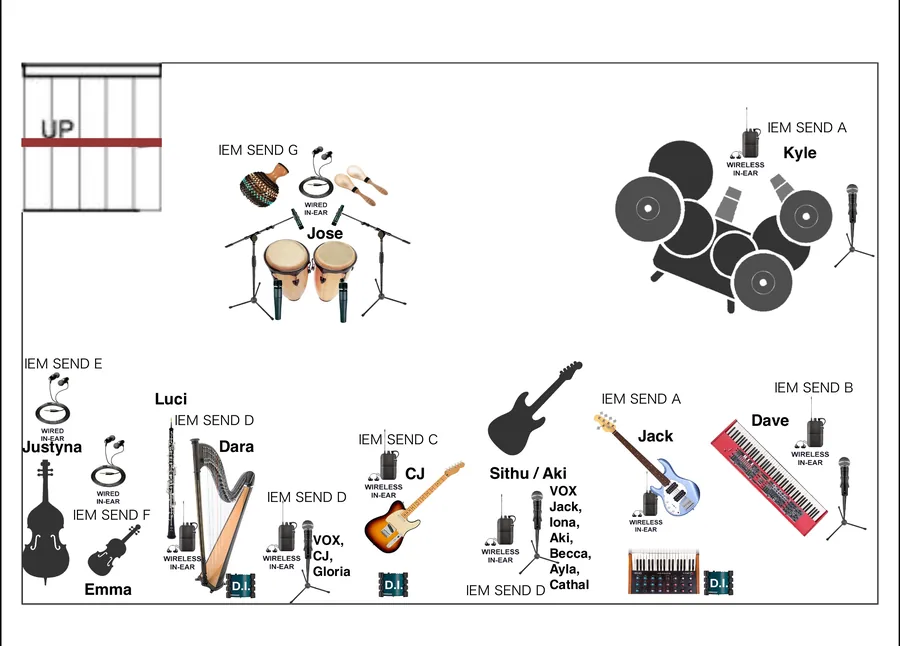 UP
IEM SEND G
WIRED
IN-EAR
Jose
IEM SEND A
Kyle
WIRELESS
IN-EAR
IEM SEND E
WIRED
IN-EAR
Justyna
WIRED
IN-EAR
IEM SEND F
Emma
Luci
IEM SEND D
Dara
WIRELESS
IN-EAR
D.I.
IEM SEND D
WIRELESS
IN-EAR
VOX,
CJ,
Gloria
IEM SEND C
CJ
WIRELESS
IN-EAR
D.I.
Sithu / Aki
WIRELESS
IN-EAR
VOX
Jack,
Iona,
Aki,
Becca,
Ayla,
Cathal
IEM SEND D
IEM SEND A
Jack
WIRELESS
IN-EAR
D.I.
IEM SEND B
Dave
WIRELESS
IN-EAR